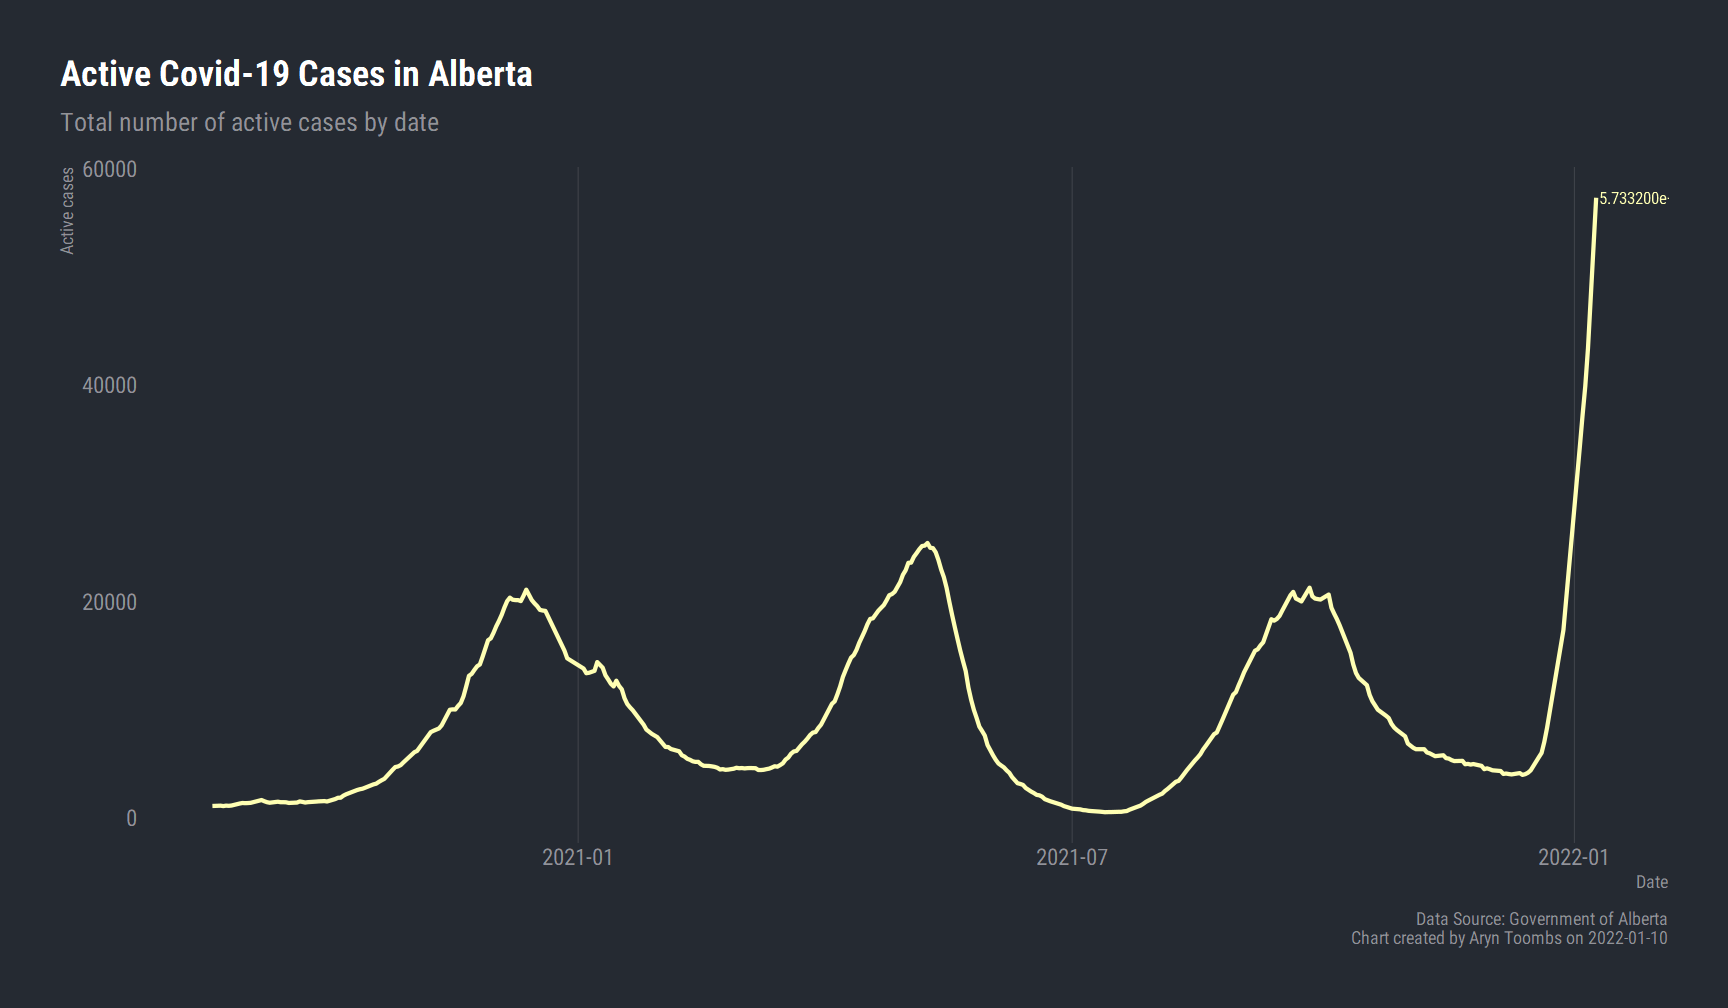 Active Covid-19 Cases in Alberta
Total number of active cases by date
Active cases
60000
40000
20000
0
5.733200e-
2021-01
2021-07
2022-01
Date
Data Source: Government of Alberta
Chart created by Aryn Toombs on 2022-01-10